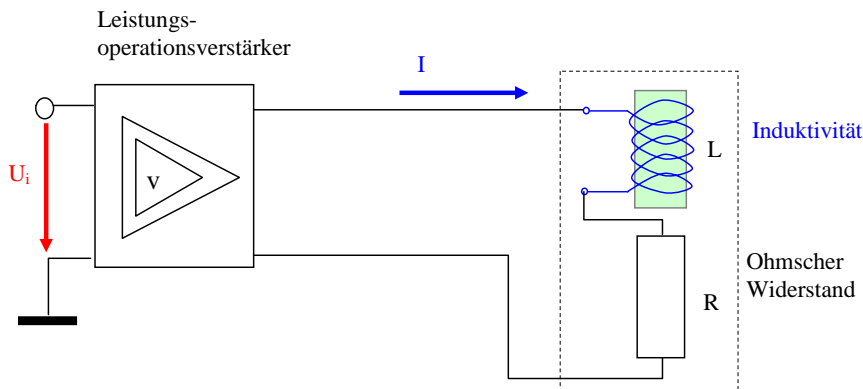 Leistungs-
operationsverstärker
I
Ui
v
L
Induktivität
R
Ohmscher
Widerstand